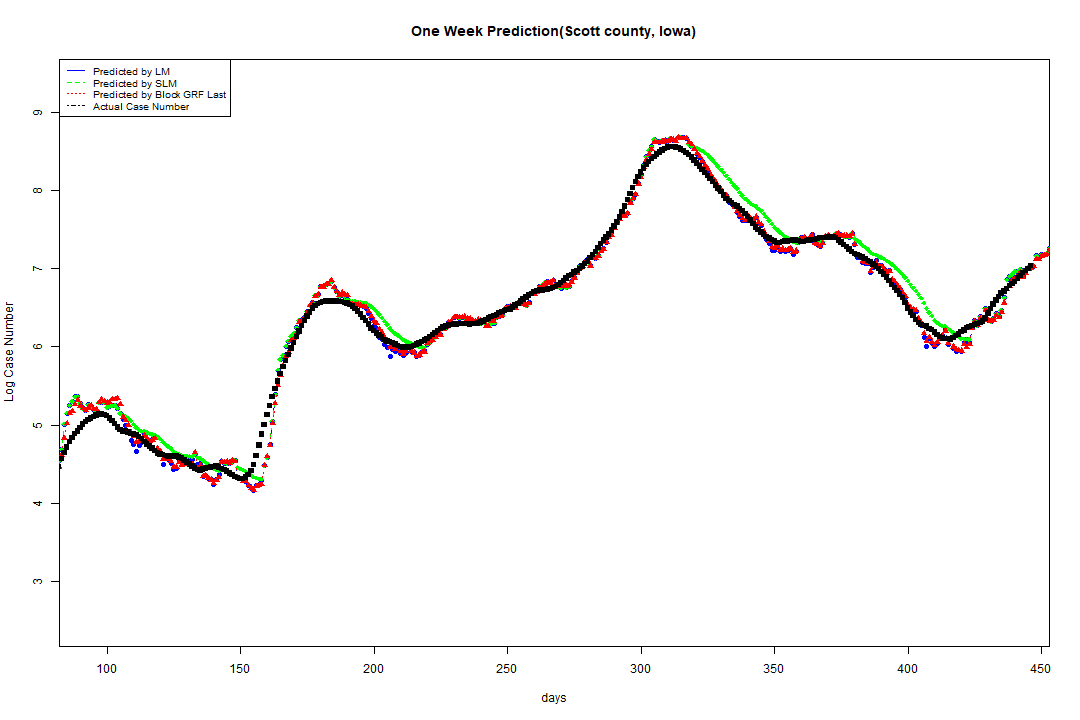 One Week Prediction(Scott county, Iowa)
Predicted by LM
Predicted by SLM
Predicted by Block GRF Last
Actual Case Number
9
8
7
6
5
4
3
Log Case Number
100 150 200 250 300 350 400 450
days